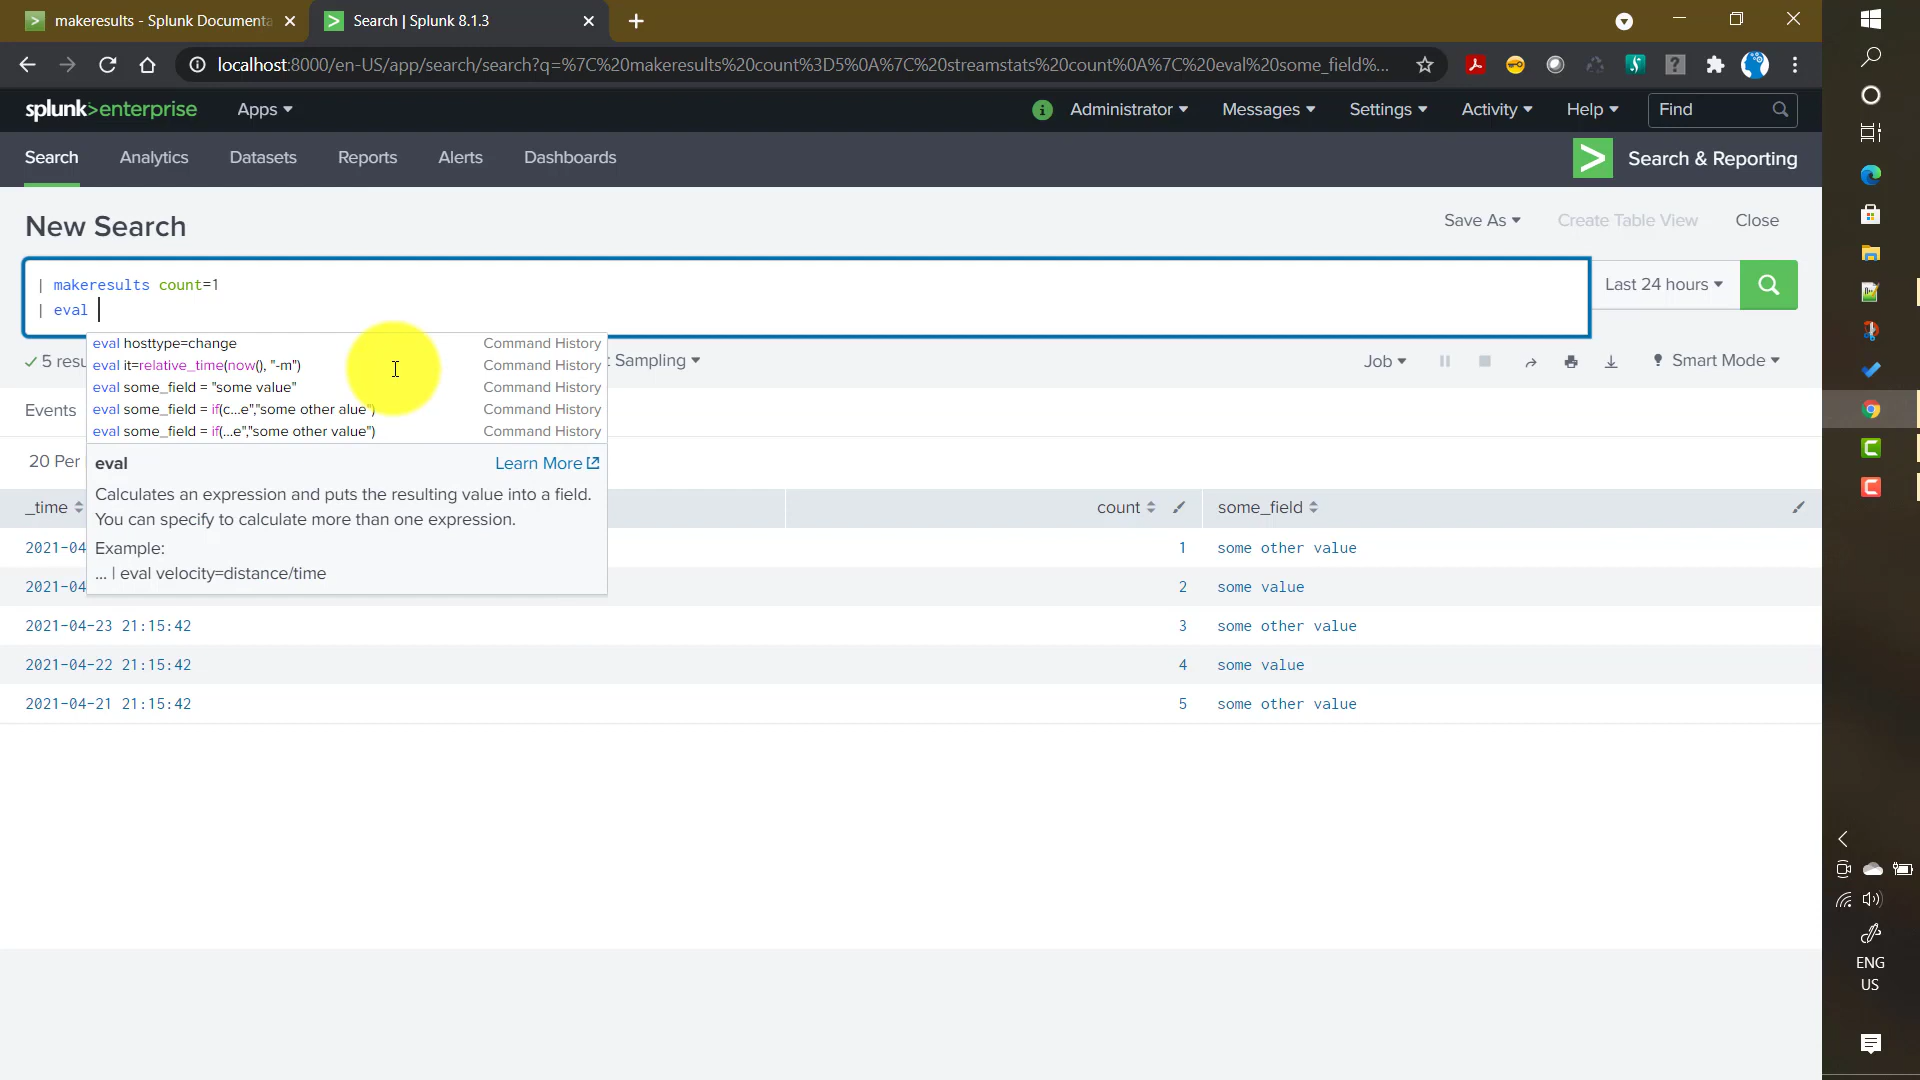 makeresults - Splunk Documenta
Search | Splunk 8.1.3
localhost:8000/en-US/app/search/search?q=%7C%20makeresults%20count%3D5%0A%7C%20streamstats%20count%0A%7C%20eval%20some_field%...
splunk>enterprise Apps
Administrator Messages Settings Activity Help Find
Search Analytics Datasets Reports Alerts Dashboards
Search & Reporting
New Search
Save As Create Table View Close
| makeresults count=1
| eval
Last 24 hours
eval hosttype=change Command History
eval it=relative_time(now(), "-m") Command History
eval some_field = "some value" Command History
eval some_field = if(c...e","some other alue") Command History
eval some_field = if(...e","some other value") Command History
5 resu
Sampling
Job
Smart Mode
Events
20 Per
eval Learn More
Calculates an expression and puts the resulting value into a field.
You can specify to calculate more than one expression.
Example:
... | eval velocity=distance/time
_time count some_field
2021-04 1 some other value
2021-04 2 some value
2021-04-23 21:15:42 3 some other value
2021-04-22 21:15:42 4 some value
2021-04-21 21:15:42 5 some other value
ENG
US